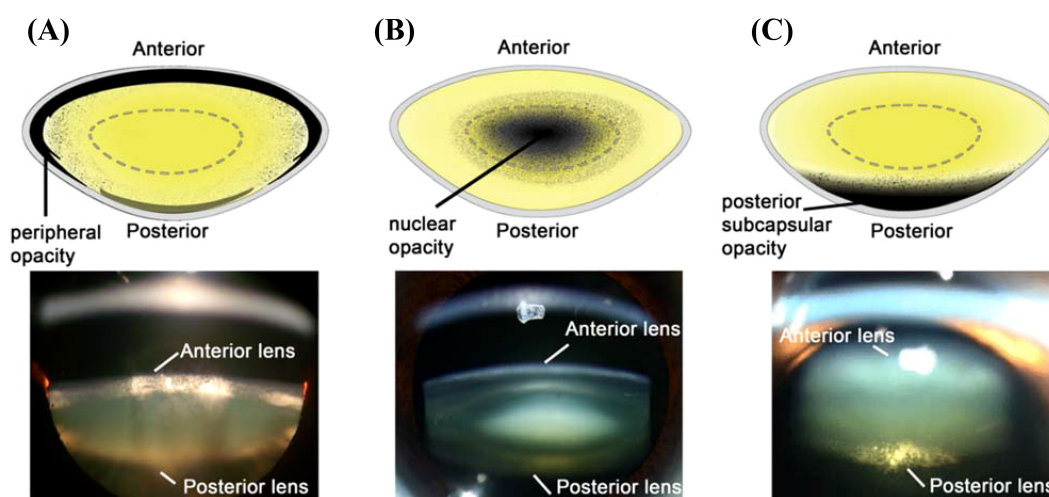 (A)
Anterior
peripheral
opacity
Posterior
Anterior lens
Posterior lens
(B)
Anterior
nuclear
opacity
Posterior
Anterior lens
Posterior lens
(C)
Anterior
posterior
subcapsular
opacity
Posterior
Anterior lens
Posterior lens